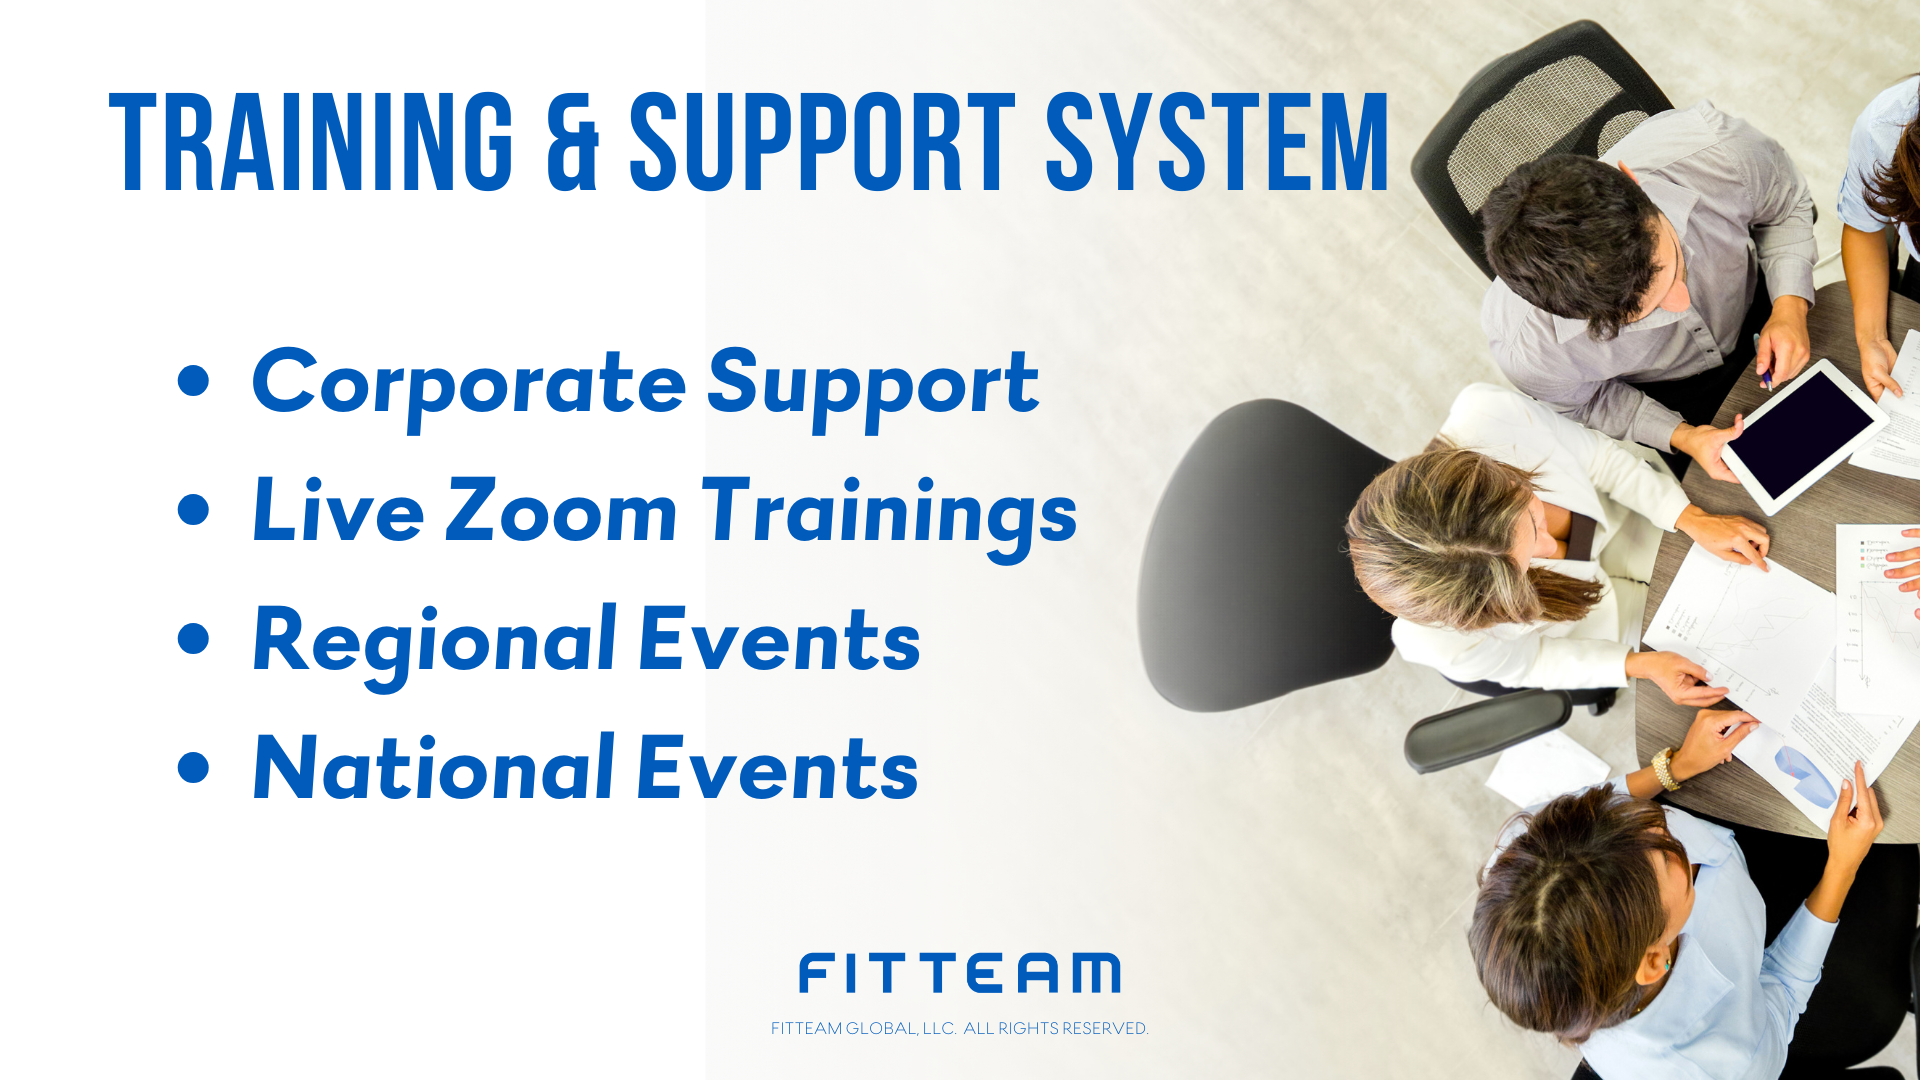 TRAINING & SUPPORT SYSTEM
• Corporate Support
• Live Zoom Trainings
• Regional Events
• National Events
FITTEAM
FITTEAM GLOBAL, LLC. ALL RIGHTS RESERVED.